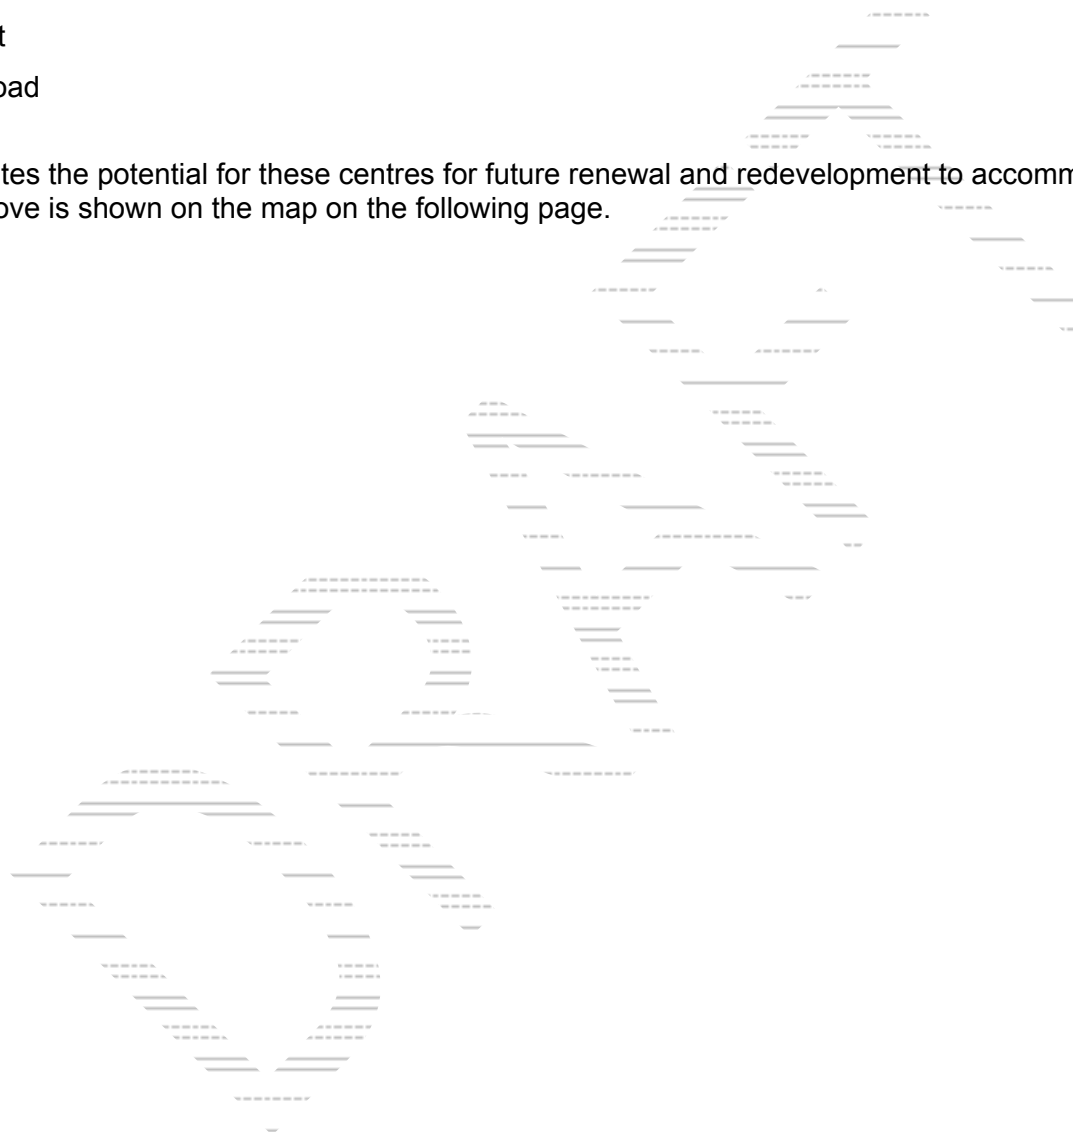 t
oad
tes the potential for these centres for future renewal and redevelopment to accomm
ove is shown on the map on the following page.
DRAFT